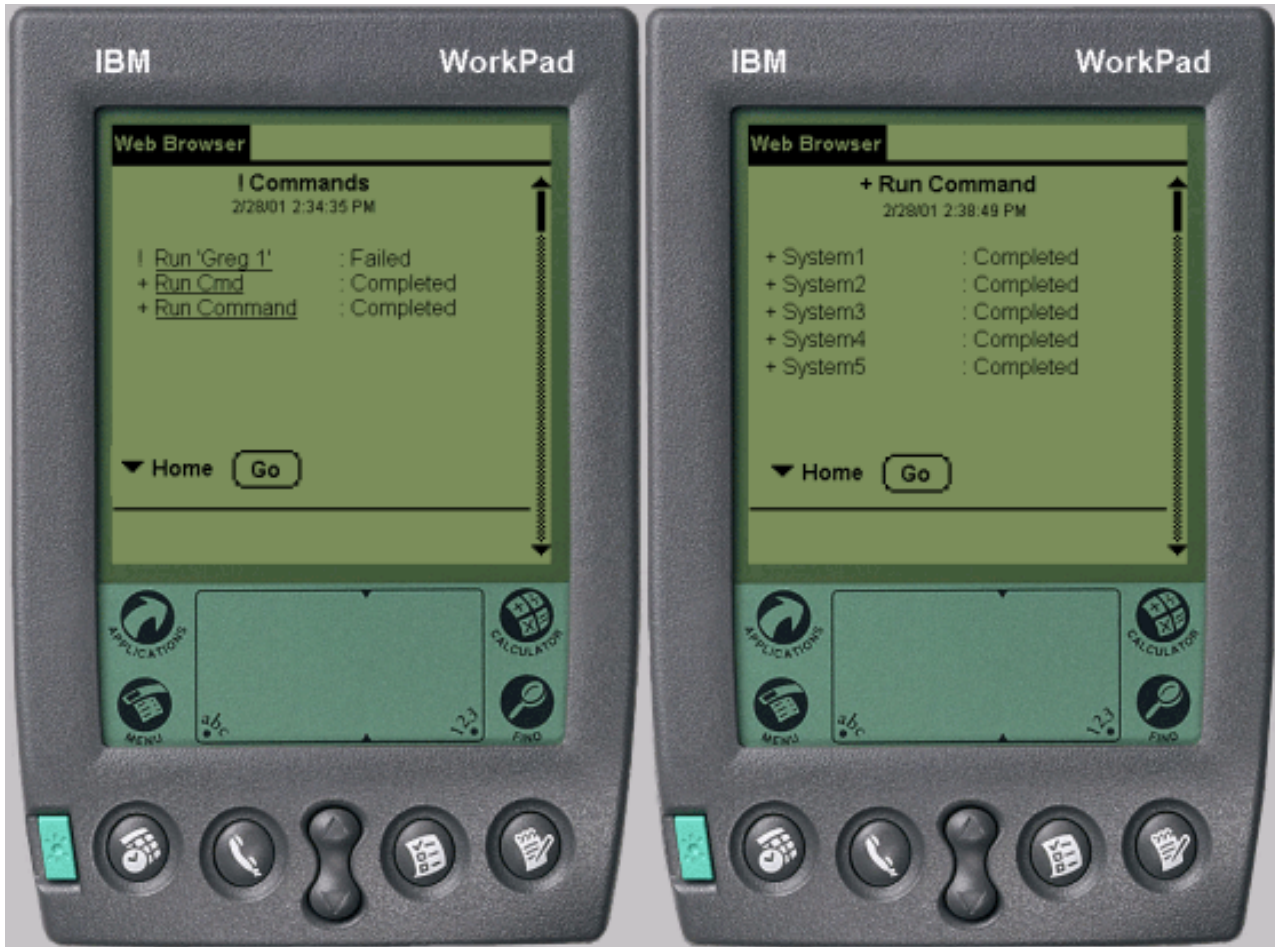 IBM WorkPad
Web Browser
! Commands
2/28/01 2:34:35 PM
! Run 'Greg 1' : Failed
+ Run Cmd : Completed
+ Run Command : Completed
Home Go
APPLICATIONS
CALCULATOR
MENU
abc
123
FIND
IBM WorkPad
Web Browser
+ Run Command
2/28/01 2:38:49 PM
+ System1 : Completed
+ System2 : Completed
+ System3 : Completed
+ System4 : Completed
+ System5 : Completed
Home Go
APPLICATIONS
CALCULATOR
MENU
abc
123
FIND